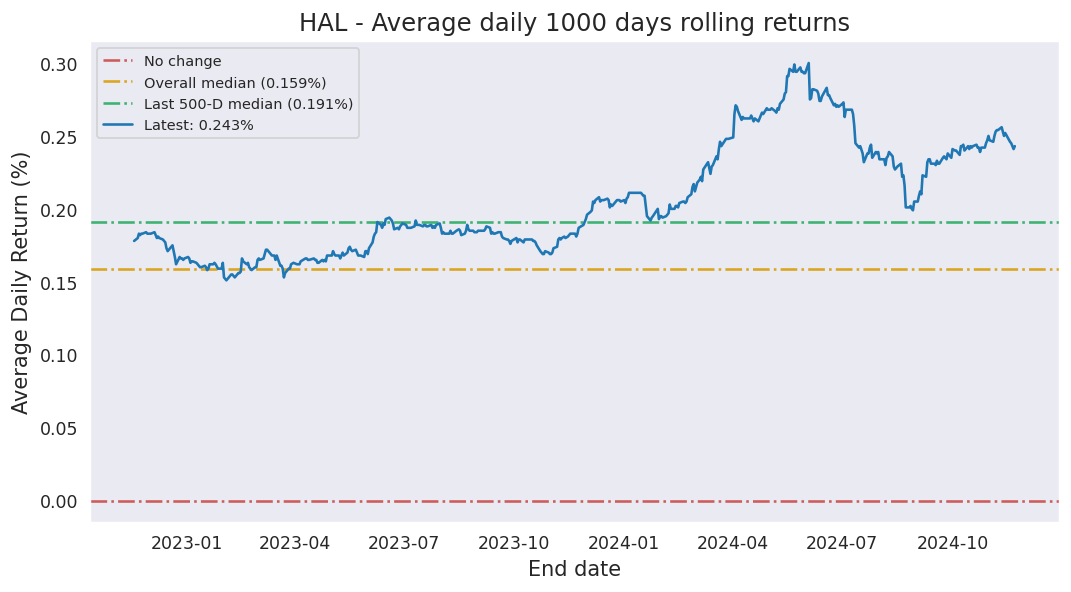 HAL - Average daily 1000 days rolling returns
No change
Overall median (0.159%)
Last 500-D median (0.191%)
Latest: 0.243%
Average Daily Return (%)
0.30
0.25
0.20
0.15
0.10
0.05
0.00
2023-01 2023-04 2023-07 2023-10 2024-01 2024-04 2024-07 2024-10
End date